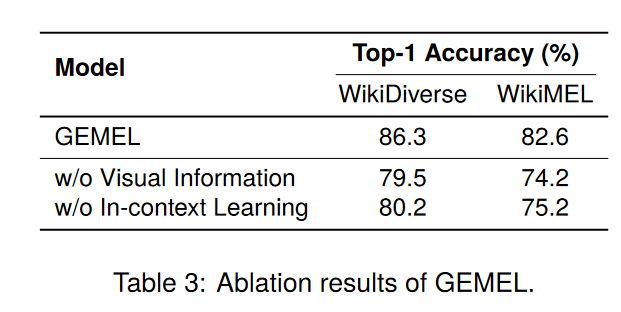 Model Top-1 Accuracy (%)
WikiDiverse WikiMEL
GEMEL 86.3 82.6
w/o Visual Information 79.5 74.2
w/o In-context Learning 80.2 75.2
Table 3: Ablation results of GEMEL.